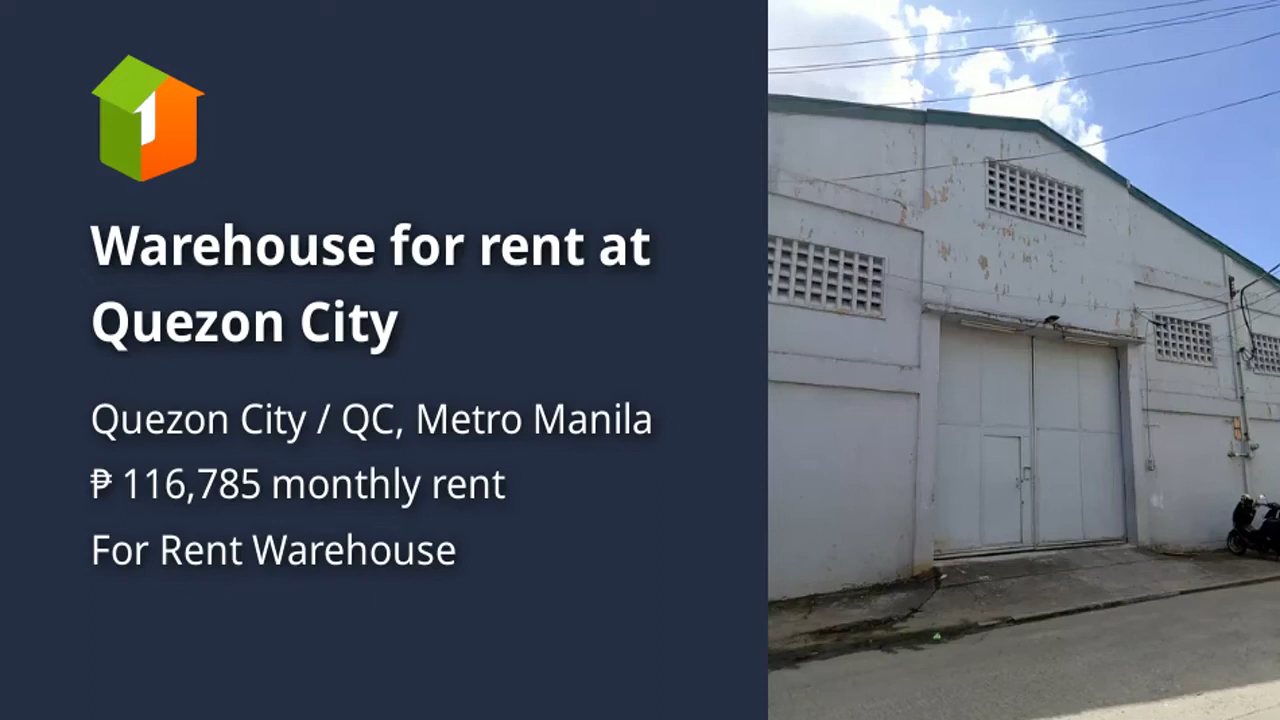 Warehouse for rent at
Quezon City
Quezon City / QC, Metro Manila
₱ 116,785 monthly rent
For Rent Warehouse